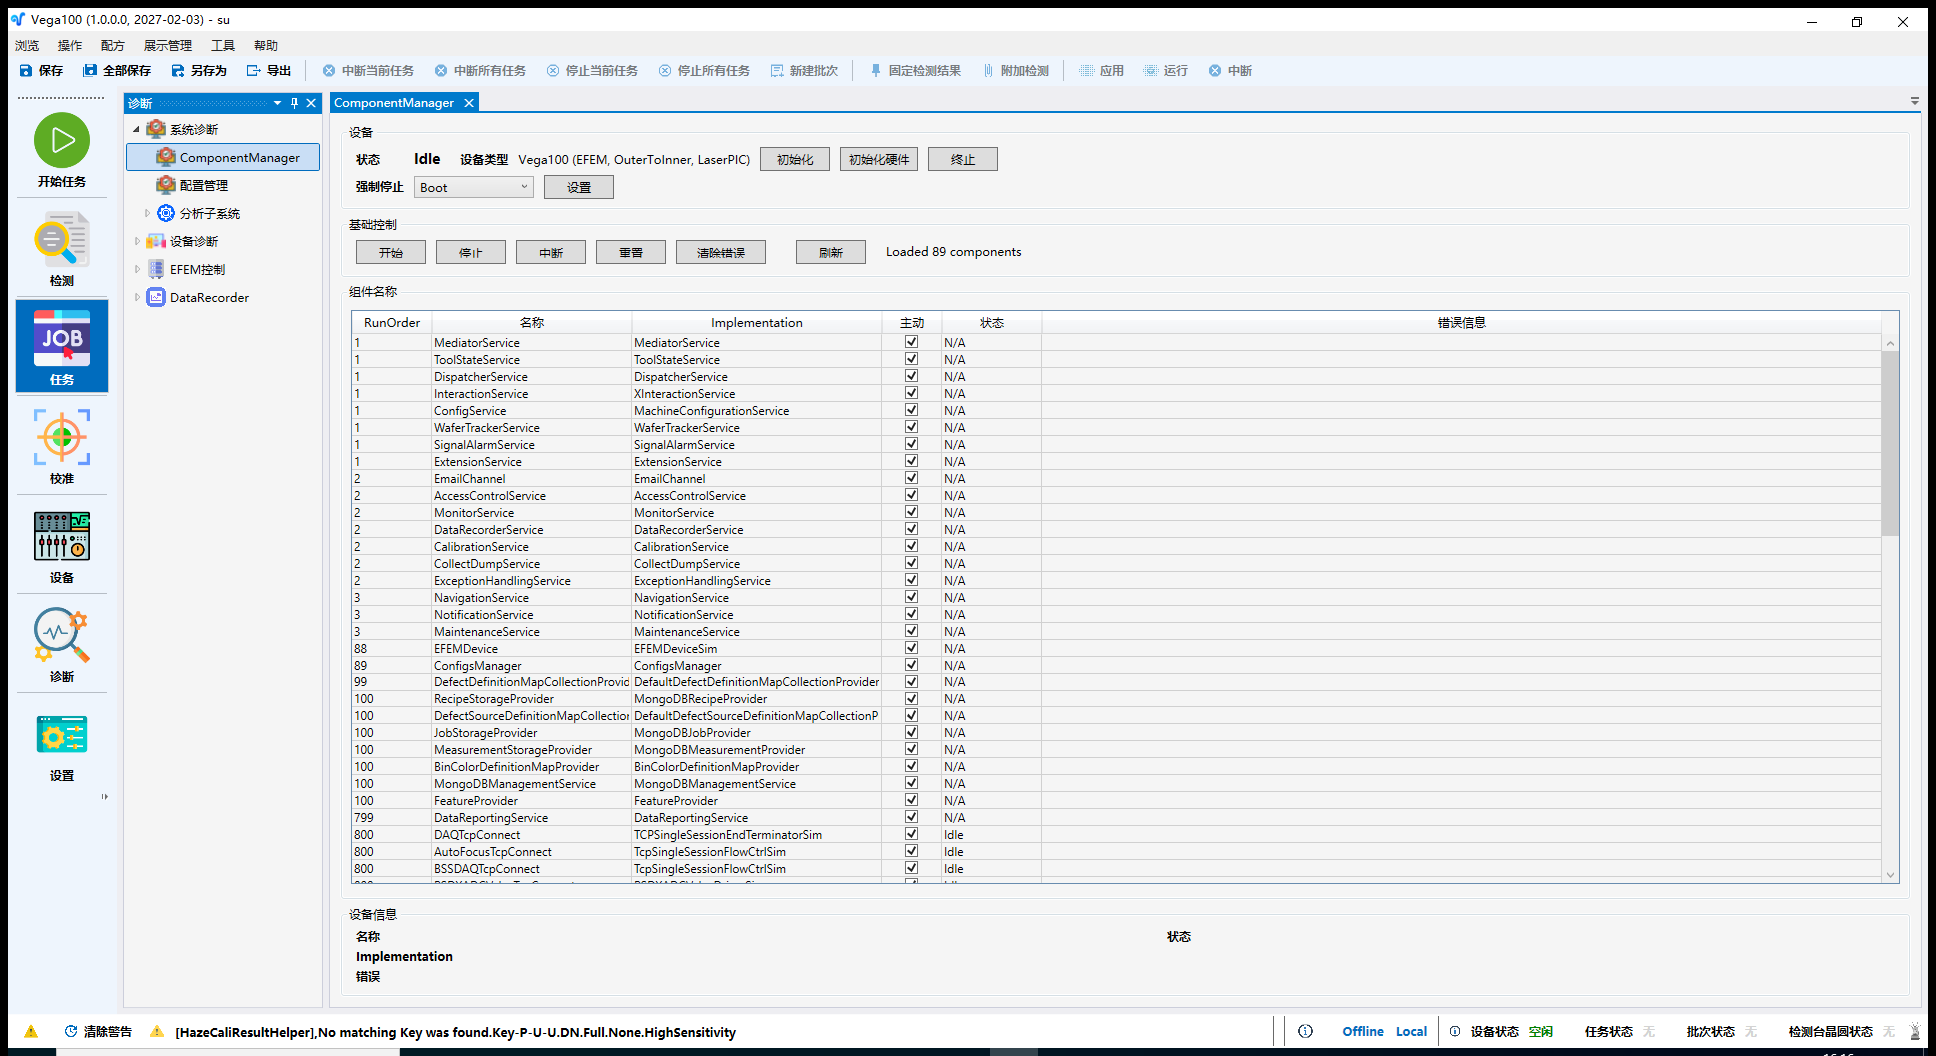 Vega100 (1.0.0.0, 2027-02-03) - su
浏览 操作 配方 展示管理 工具 帮助
保存 全部保存 另存为 导出 中断当前任务 中断所有任务 停止当前任务 停止所有任务 新建批次 固定检测结果 附加检测 应用 运行 中断
开始任务
检测
JOB
任务
校准
设备
诊断
设置
诊断
系统诊断
ComponentManager
配置管理
分析子系统
设备诊断
EFEM控制
DataRecorder
ComponentManager
设备
状态 Idle 设备类型 Vega100 (EFEM, OuterToInner, LaserPIC) 初始化 初始化硬件 终止
强制停止 Boot 设置
基础控制
开始 停止 中断 重置 清除错误 刷新 Loaded 89 components
组件名称
RunOrder 名称 Implementation 主动 状态 错误信息
1 MediatorService MediatorService N/A
1 ToolStateService ToolStateService N/A
1 DispatcherService DispatcherService N/A
1 InteractionService XInteractionService N/A
1 ConfigService MachineConfigurationService N/A
1 WaferTrackerService WaferTrackerService N/A
1 SignalAlarmService SignalAlarmService N/A
1 ExtensionService ExtensionService N/A
2 EmailChannel EmailChannel N/A
2 AccessControlService AccessControlService N/A
2 MonitorService MonitorService N/A
2 DataRecorderService DataRecorderService N/A
2 CalibrationService CalibrationService N/A
2 CollectDumpService CollectDumpService N/A
2 ExceptionHandlingService ExceptionHandlingService N/A
3 NavigationService NavigationService N/A
3 NotificationService NotificationService N/A
3 MaintenanceService MaintenanceService N/A
88 EFEMDevice EFEMDeviceSim N/A
89 ConfigsManager ConfigsManager N/A
99 DefectDefinitionMapCollectionProvid DefaultDefectDefinitionMapCollectionProvider N/A
100 RecipeStorageProvider MongoDBRecipeProvider N/A
100 DefectSourceDefinitionMapCollection DefaultDefectSourceDefinitionMapCollectionP N/A
100 JobStorageProvider MongoDBJobProvider N/A
100 MeasurementStorageProvider MongoDBMeasurementProvider N/A
100 BinColorDefinitionMapProvider BinColorDefinitionMapProvider N/A
100 MongoDBManagementService MongoDBManagementService N/A
100 FeatureProvider FeatureProvider N/A
799 DataReportingService DataReportingService N/A
800 DAQTcpConnect TCPSingleSessionEndTerminatorSim Idle
800 AutoFocusTcpConnect TcpSingleSessionFlowCtrlSim Idle
800 BSSDAQTcpConnect TcpSingleSessionFlowCtrlSim Idle
设备信息
名称 状态
Implementation
错误
清除警告 [HazeCaliResultHelper],No matching Key was found.Key-P-U-U.DN.Full.None.HighSensitivity Offline Local 设备状态 空闲 任务状态 无 批次状态 无 检测台晶圆状态 无